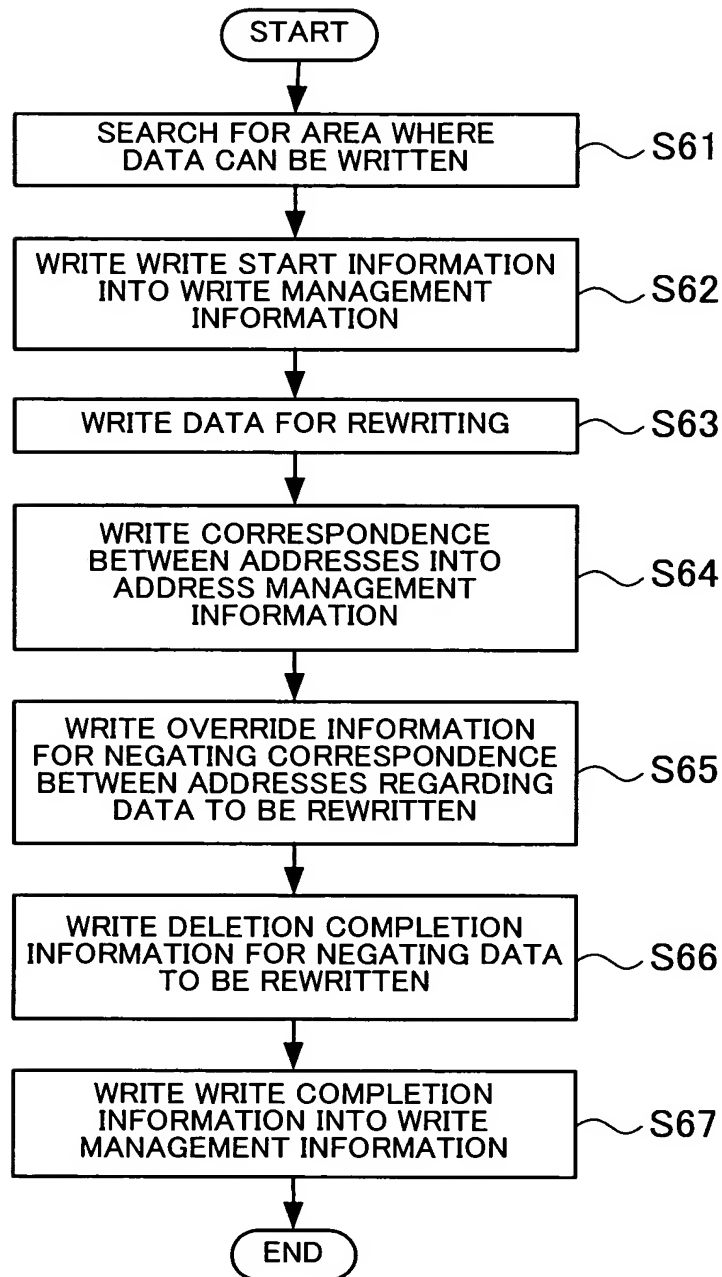 START
SEARCH FOR AREA WHERE
DATA CAN BE WRITTEN
S61
WRITE WRITE START INFORMATION
INTO WRITE MANAGEMENT
INFORMATION
S62
WRITE DATA FOR REWRITING
S63
WRITE CORRESPONDENCE
BETWEEN ADDRESSES INTO
ADDRESS MANAGEMENT
INFORMATION
S64
WRITE OVERRIDE INFORMATION
FOR NEGATING CORRESPONDENCE
BETWEEN ADDRESSES REGARDING
DATA TO BE REWRITTEN
S65
WRITE DELETION COMPLETION
INFORMATION FOR NEGATING DATA
TO BE REWRITTEN
S66
WRITE WRITE COMPLETION
INFORMATION INTO WRITE
MANAGEMENT INFORMATION
S67
END